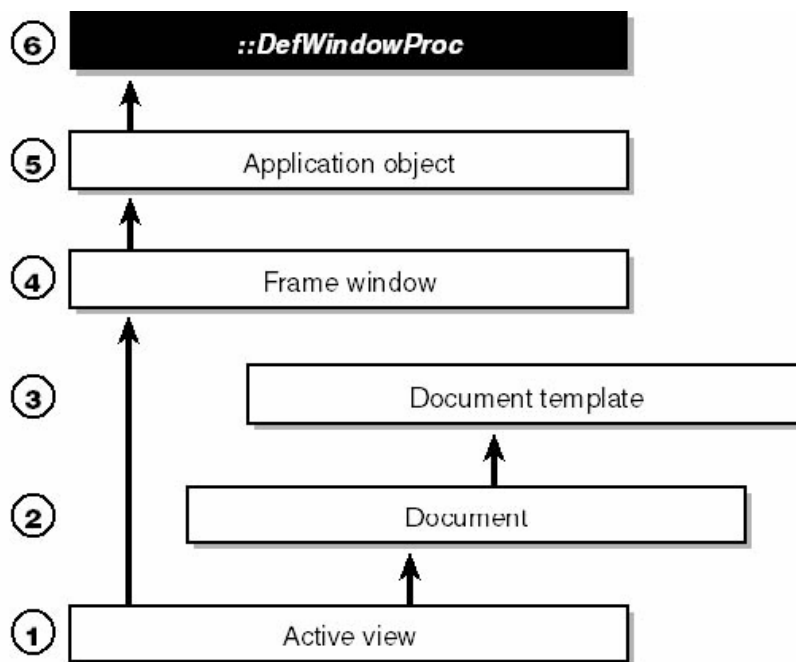 6 ::DefWindowProc
5 Application object
4 Frame window
3 Document template
2 Document
1 Active view